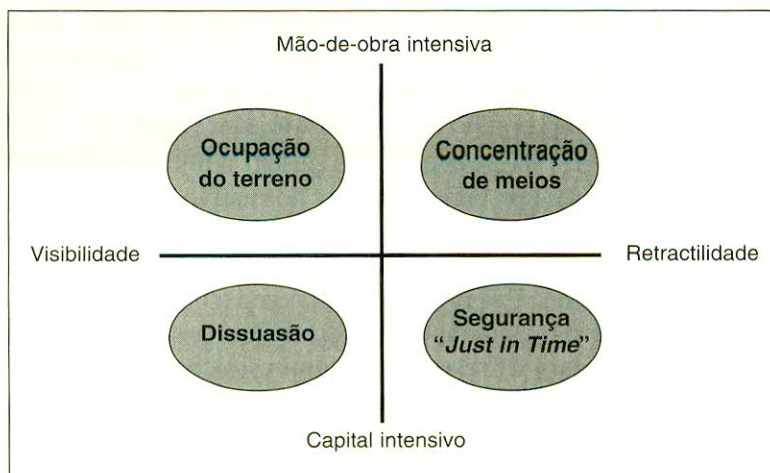 Mão-de-obra intensiva
Ocupação
do terreno
Concentração
de meios
Visibilidade
Retractilidade
Dissuasão
Segurança
“Just in Time”
Capital intensivo